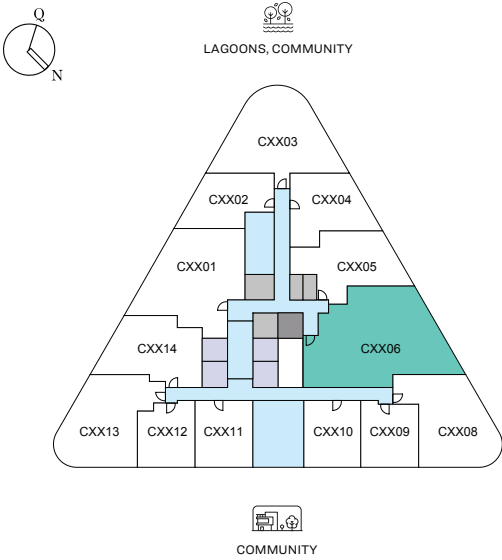 Q
N
LAGOONS, COMMUNITY
CXX03
CXX02
CXX04
CXX01
CXX05
CXX14
CXX06
CXX13
CXX12
CXX11
CXX10
CXX09
CXX08
COMMUNITY